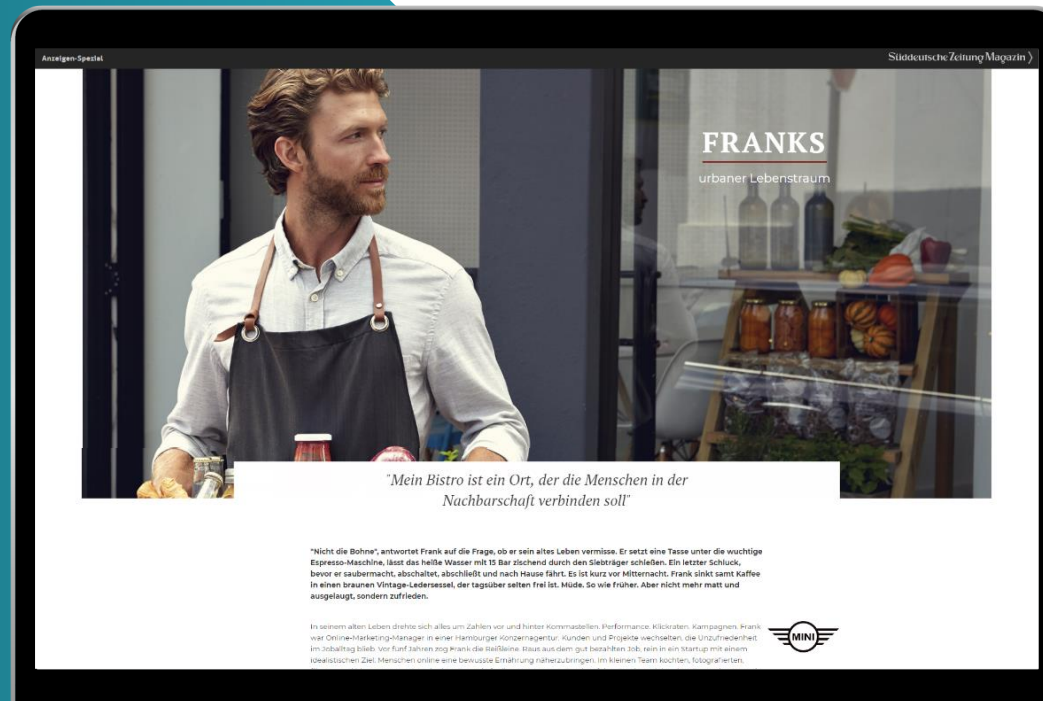 Anzeigen-Spezial
Süddeutsche Zeitung Magazin
FRANKS
urbaner Lebenstraum
"Mein Bistro ist ein Ort, der die Menschen in der
Nachbarschaft verbinden soll"
"Nicht die Bohne", antwortet Frank auf die Frage, ob er sein altes Leben vermisse. Er setzt eine Tasse unter die wuchtige
Espresso-Maschine, lässt das heiße Wasser mit 15 Bar zischend durch den Siebträger schießen. Ein letzter Schluck,
bevor er saubermacht, abschaltet, abschließt und nach Hause fährt. Es ist kurz vor Mitternacht. Frank sinkt samt Kaffee
in einen braunen Vintage-Ledersessel, der tagsüber selten frei ist. Müde. So wie früher. Aber nicht mehr matt und
ausgelaugt, sondern zufrieden.
In seinem alten Leben drehte sich alles um Zahlen vor und hinter Kommastellen. Performance. Klickraten. Kampagnen. Frank
war Online-Marketing-Manager in einer Hamburger Konzernagentur. Kunden und Projekte wechselten, die Unzufriedenheit
im Joballtag blieb. Vor fünf Jahren zog Frank die Reißleine. Raus aus dem gut bezahlten Job, rein in ein Startup mit einem
idealistischen Ziel. Menschen online eine bewusste Ernährung näherzubringen. Im kleinen Team kochten, fotografierten,
MINI